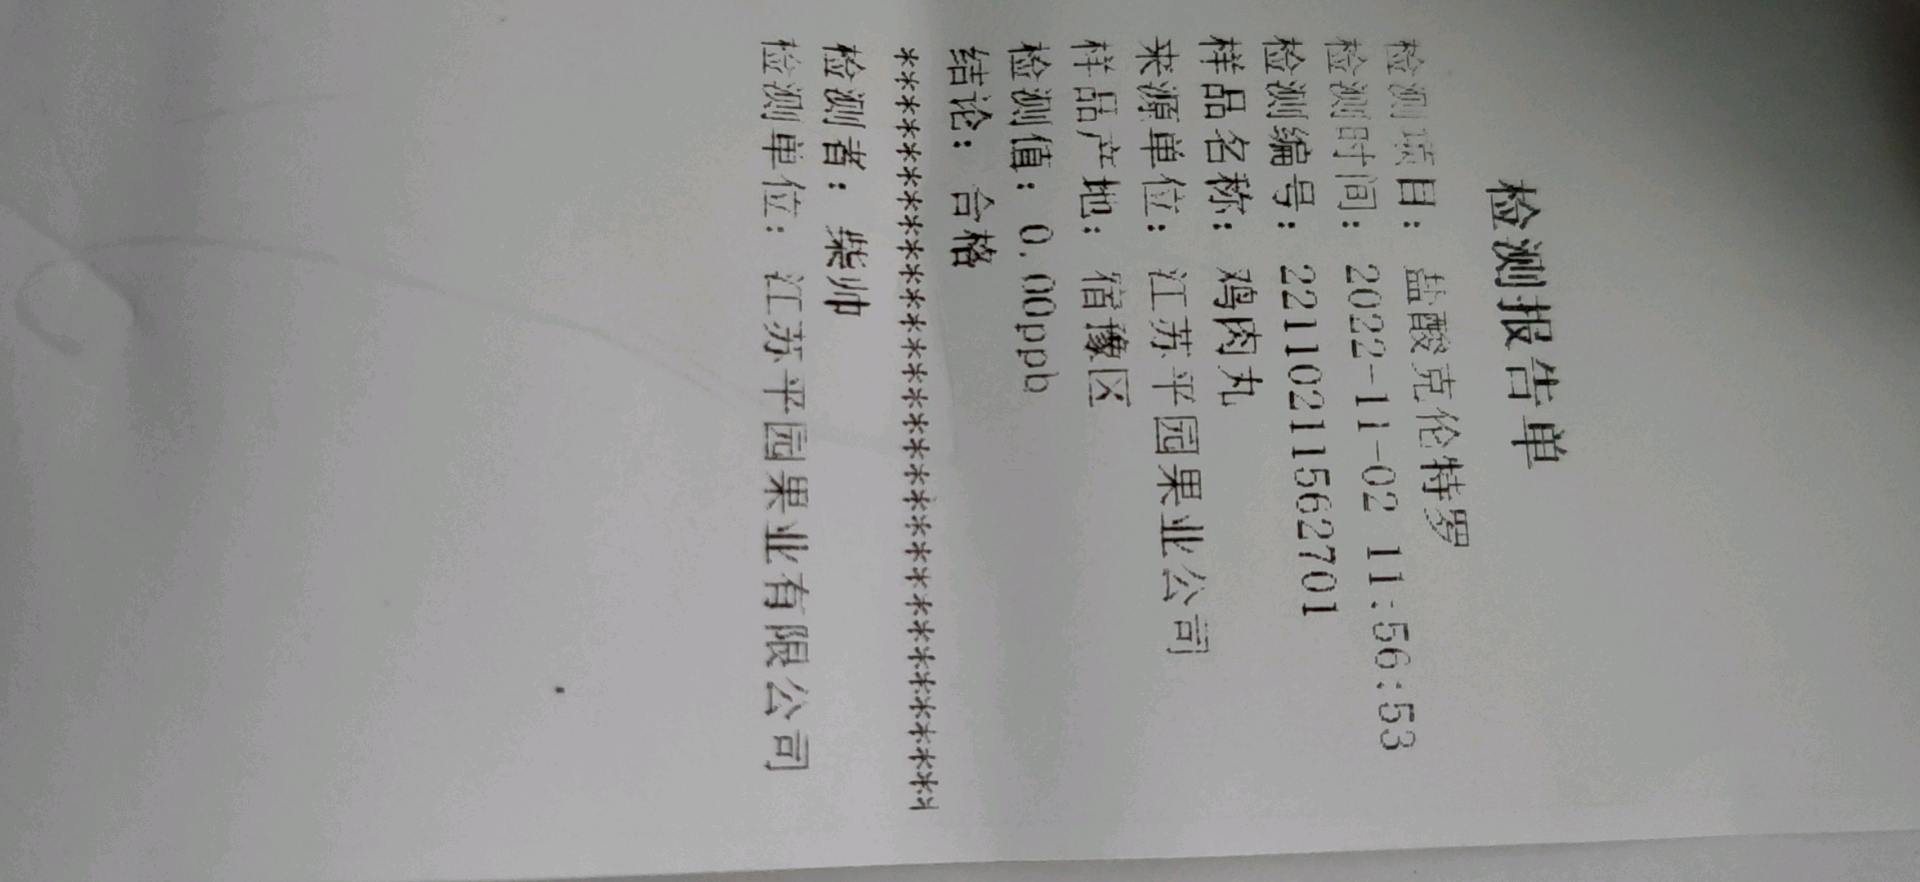 检测报告单
检测项目: 盐酸克伦特罗
检测时间: 2022-11-02 11:56:53
检测编号: 22110211562701
样品名称: 鸡肉丸
来源单位: 江苏平园果业公司
样品产地: 宿豫区
检测值: 0.00ppb
结论: 合格
********************************
检测者: 柴帅
检测单位: 江苏平园果业有限公司